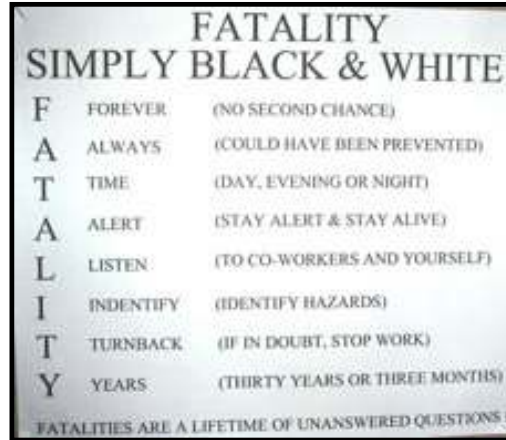 FATALITY
SIMPLY BLACK & WHITE
F FOREVER (NO SECOND CHANCE)
A ALWAYS (COULD HAVE BEEN PREVENTED)
T TIME (DAY, EVENING OR NIGHT)
A ALERT (STAY ALERT & STAY ALIVE)
L LISTEN (TO CO-WORKERS AND YOURSELF)
I INDENTIFY (IDENTIFY HAZARDS)
T TURNBACK (IF IN DOUBT, STOP WORK)
Y YEARS (THIRTY YEARS OR THREE MONTHS)
FATALITIES ARE A LIFETIME OF UNANSWERED QUESTIONS